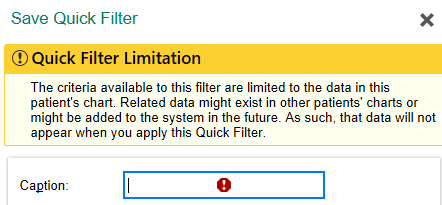 Save Quick Filter
Quick Filter Limitation
The criteria available to this filter are limited to the data in this
patient's chart. Related data might exist in other patients' charts or
might be added to the system in the future. As such, that data will not
appear when you apply this Quick Filter.
Caption: